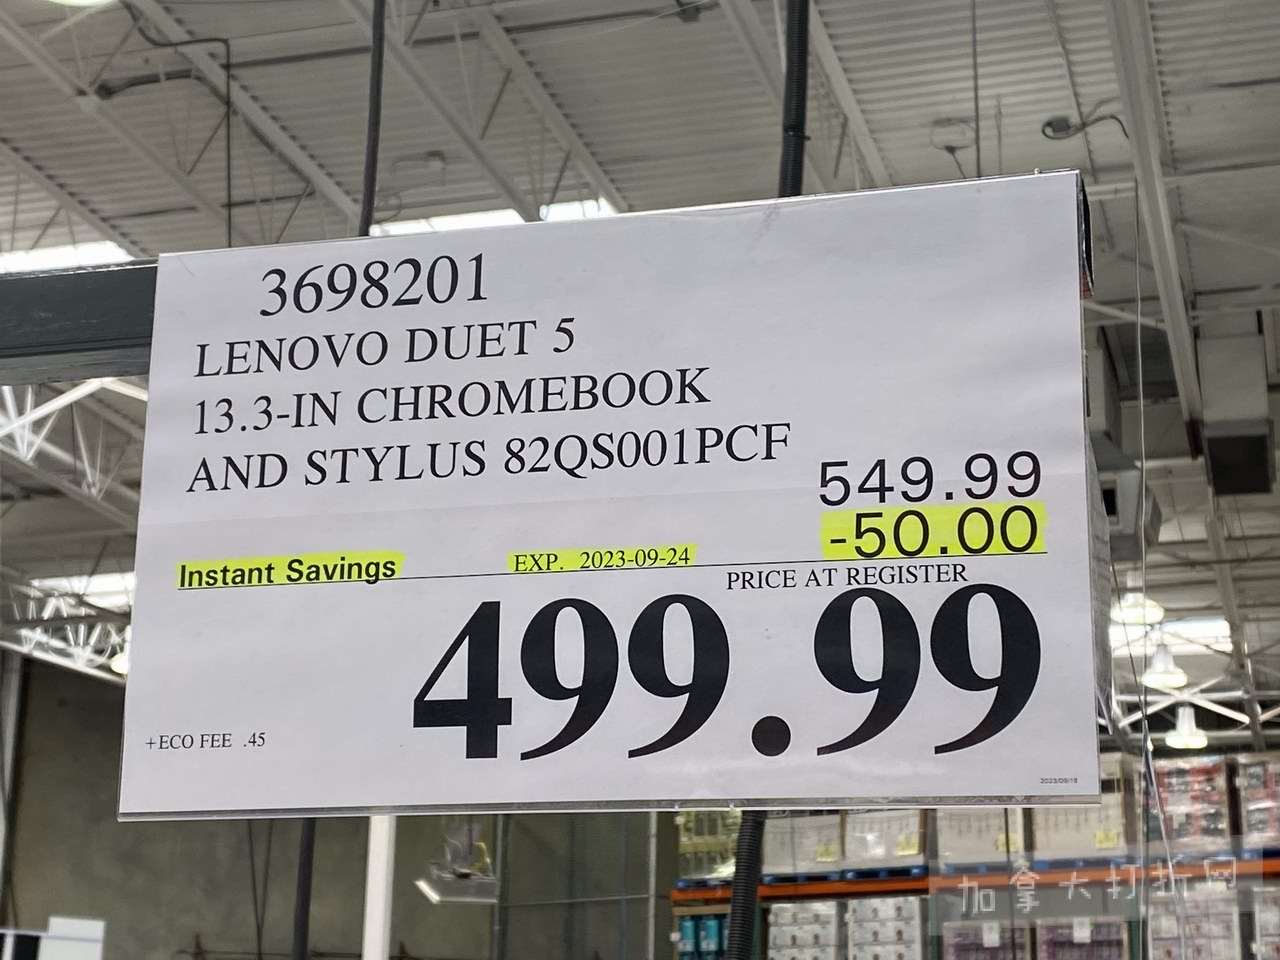 3698201
LENOVO DUET 5
13.3-IN CHROMEBOOK
AND STYLUS 82QS001PCF
549.99
-50.00
Instant Savings EXP. 2023-09-24
PRICE AT REGISTER
499.99
+ECO FEE .45
2023/09/18
加拿大打折网